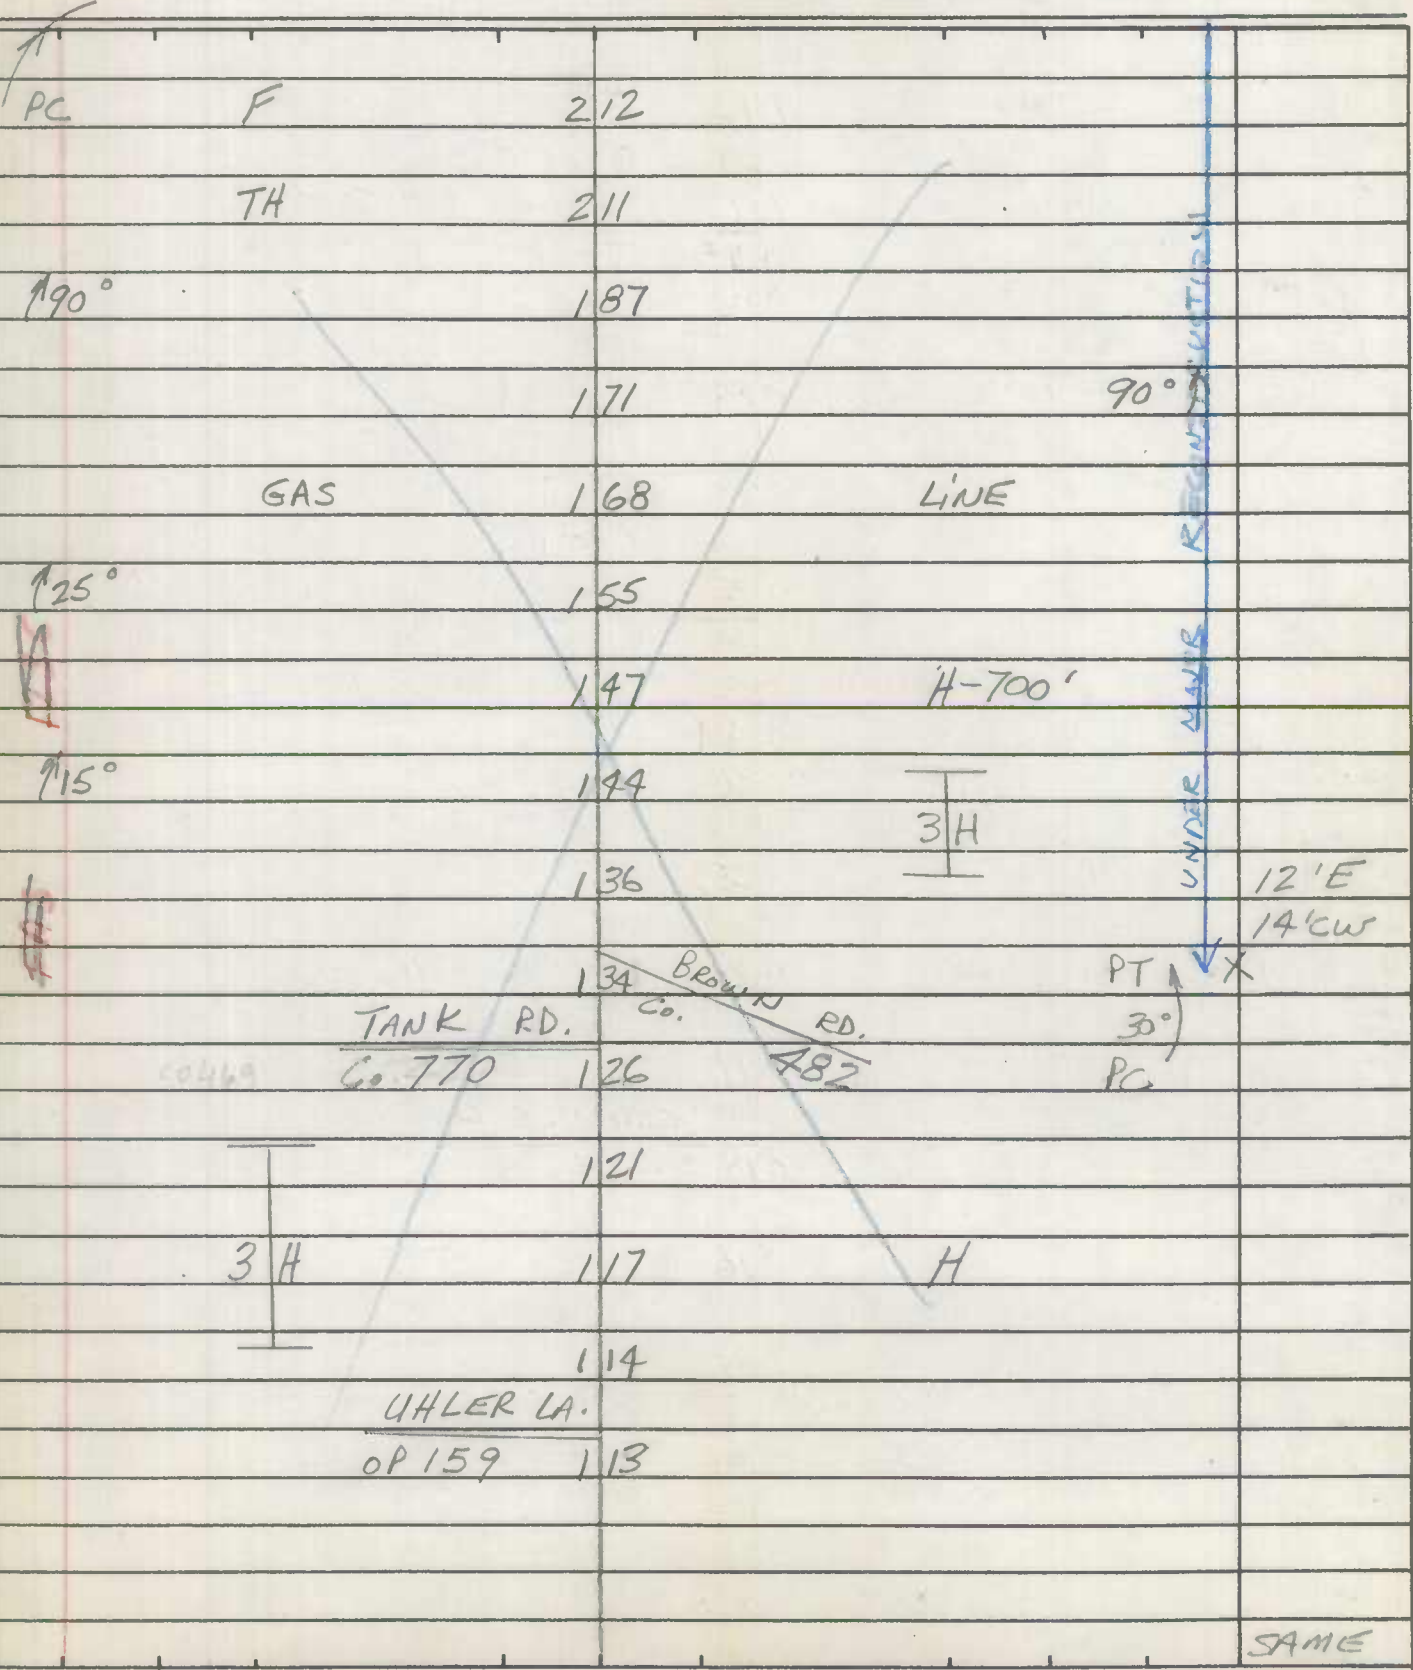 PC F 2 12
TH 2 11
90° 1 87
1 71 90°
GAS 1 68 LINE
25° 1 55
1 47 H-700'
15° 1 44
3 H
1 36 12'E
14'CW
1 34 BROWN RD. PT X
Co. 482
TANK RD. 30°
Co. 770 1 26 PC
CO469
1 21
3 H 1 17 H
1 14
UHLER LA.
OP 159 1 13
SAME
UNDER MAJOR RECONSTRUCTION